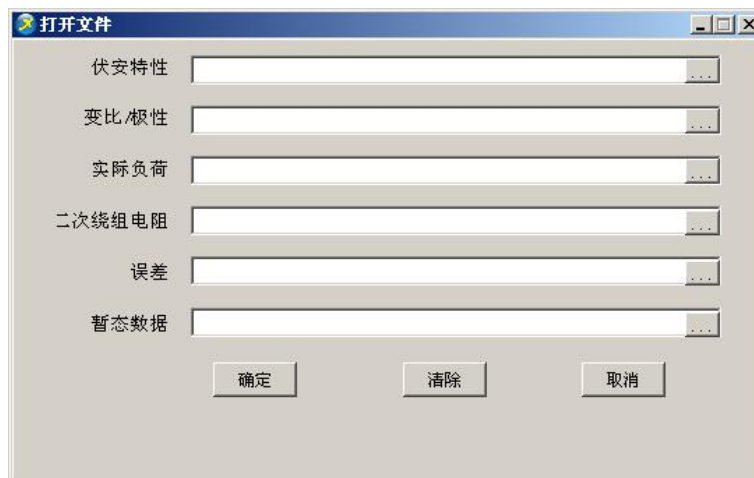 打开文件
伏安特性 ...
变比/极性 ...
实际负荷 ...
二次绕组电阻 ...
误差 ...
暂态数据 ...
确定 清除 取消